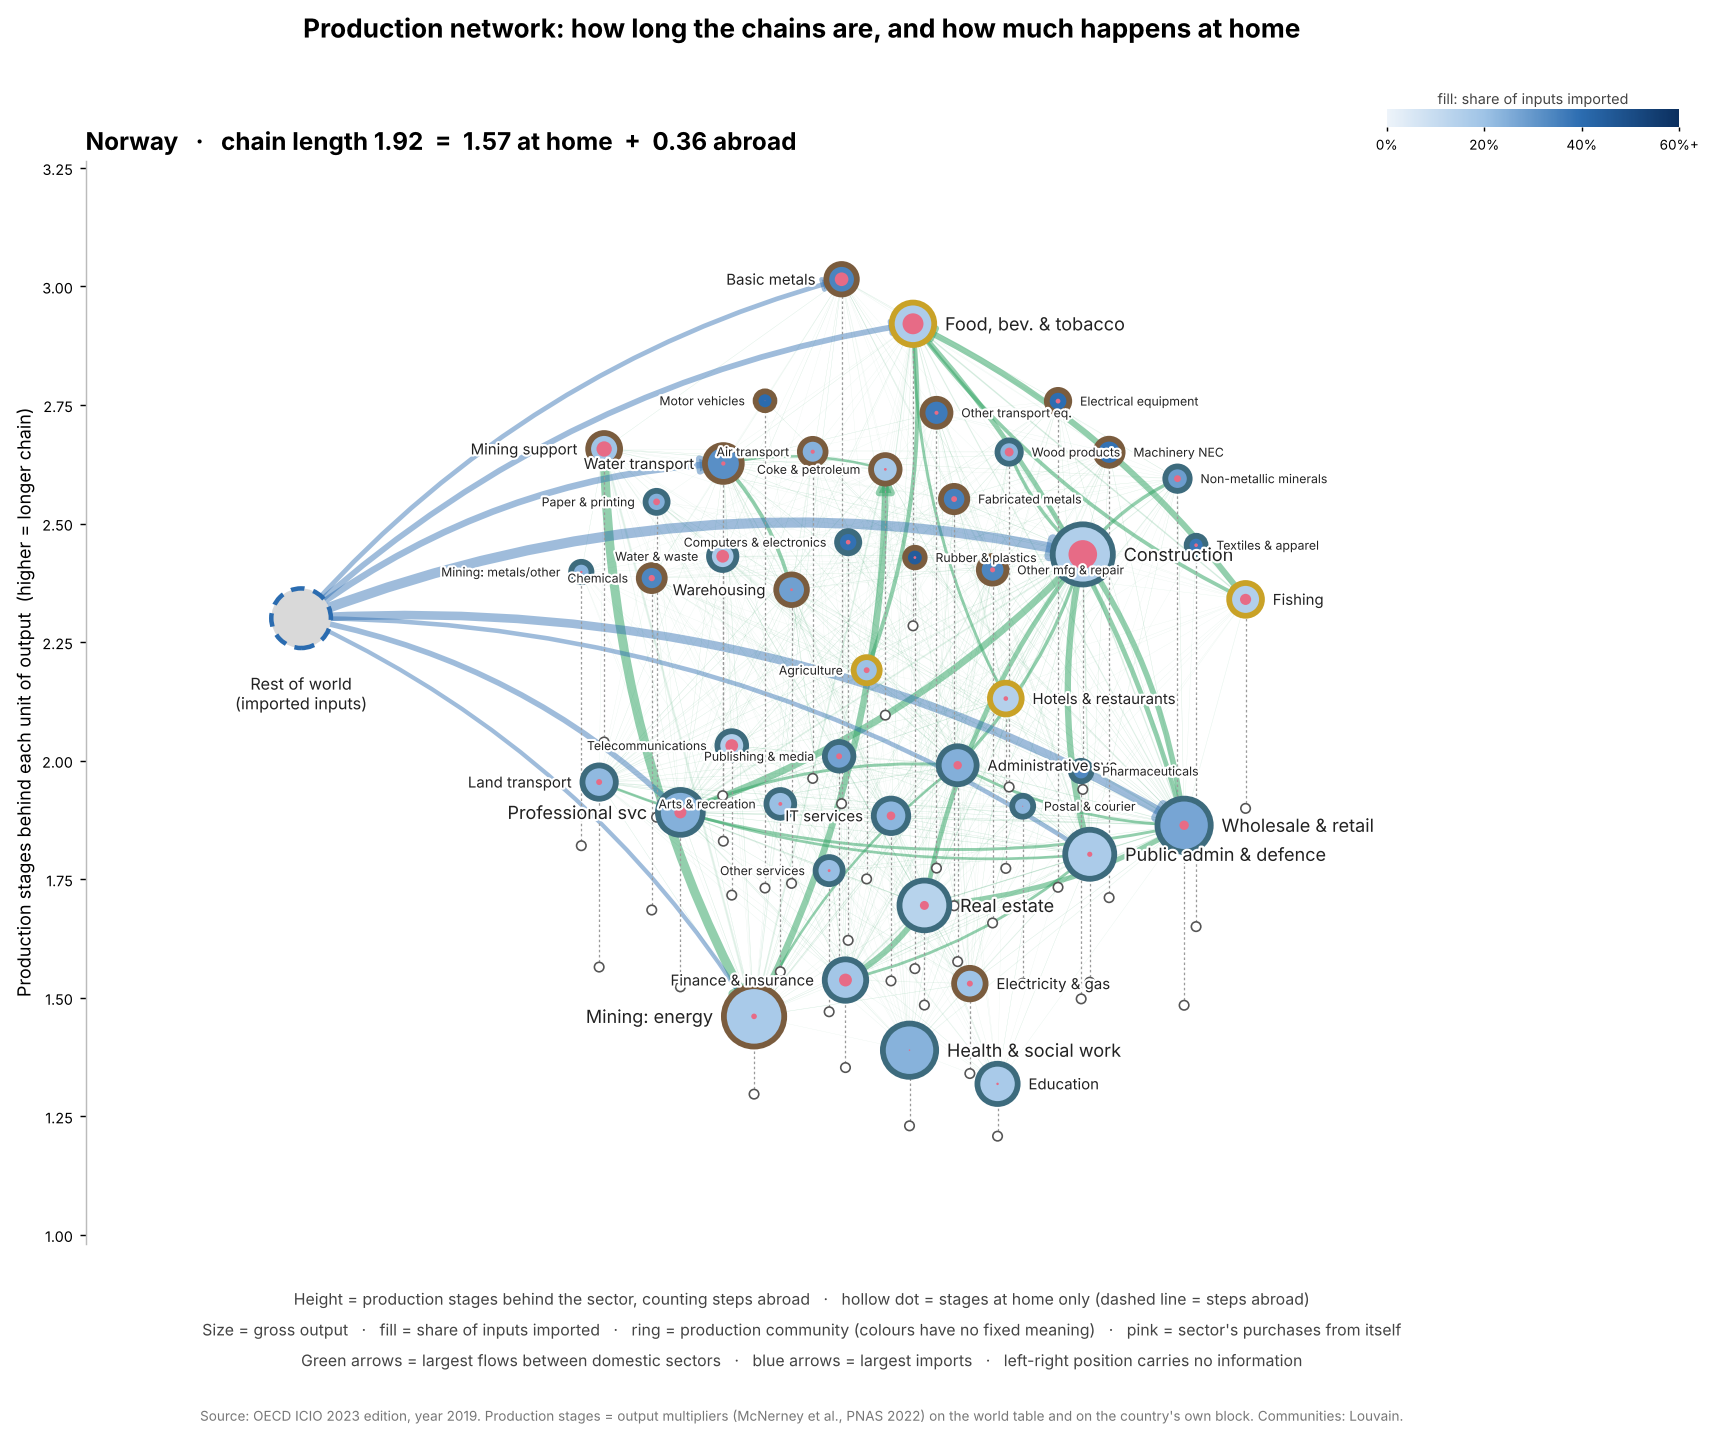 Production network: how long the chains are, and how much happens at home
fill: share of inputs imported
0%
20%
40%
60%+
Norway · chain length 1.92 = 1.57 at home + 0.36 abroad
Production stages behind each unit of output (higher = longer chain)
3.25
3.00
2.75
2.50
2.25
2.00
1.75
1.50
1.25
1.00
Basic metals
Food, bev. & tobacco
Motor vehicles
Electrical equipment
Other transport eq.
Mining support
Air transport
Wood products
Machinery NEC
Water transport
Coke & petroleum
Non-metallic minerals
Paper & printing
Fabricated metals
Computers & electronics
Textiles & apparel
Water & waste
Rubber & plastics
Construction
Mining: metals/other
Chemicals
Other mfg & repair
Warehousing
Fishing
Rest of world
(imported inputs)
Agriculture
Hotels & restaurants
Telecommunications
Publishing & media
Administrative svc
Pharmaceuticals
Land transport
Professional svc
Arts & recreation
IT services
Postal & courier
Wholesale & retail
Public admin & defence
Other services
Real estate
Finance & insurance
Electricity & gas
Mining: energy
Health & social work
Education
Height = production stages behind the sector, counting steps abroad · hollow dot = stages at home only (dashed line = steps abroad)
Size = gross output · fill = share of inputs imported · ring = production community (colours have no fixed meaning) · pink = sector's purchases from itself
Green arrows = largest flows between domestic sectors · blue arrows = largest imports · left-right position carries no information
Source: OECD ICIO 2023 edition, year 2019. Production stages = output multipliers (McNerney et al., PNAS 2022) on the world table and on the country's own block. Communities: Louvain.